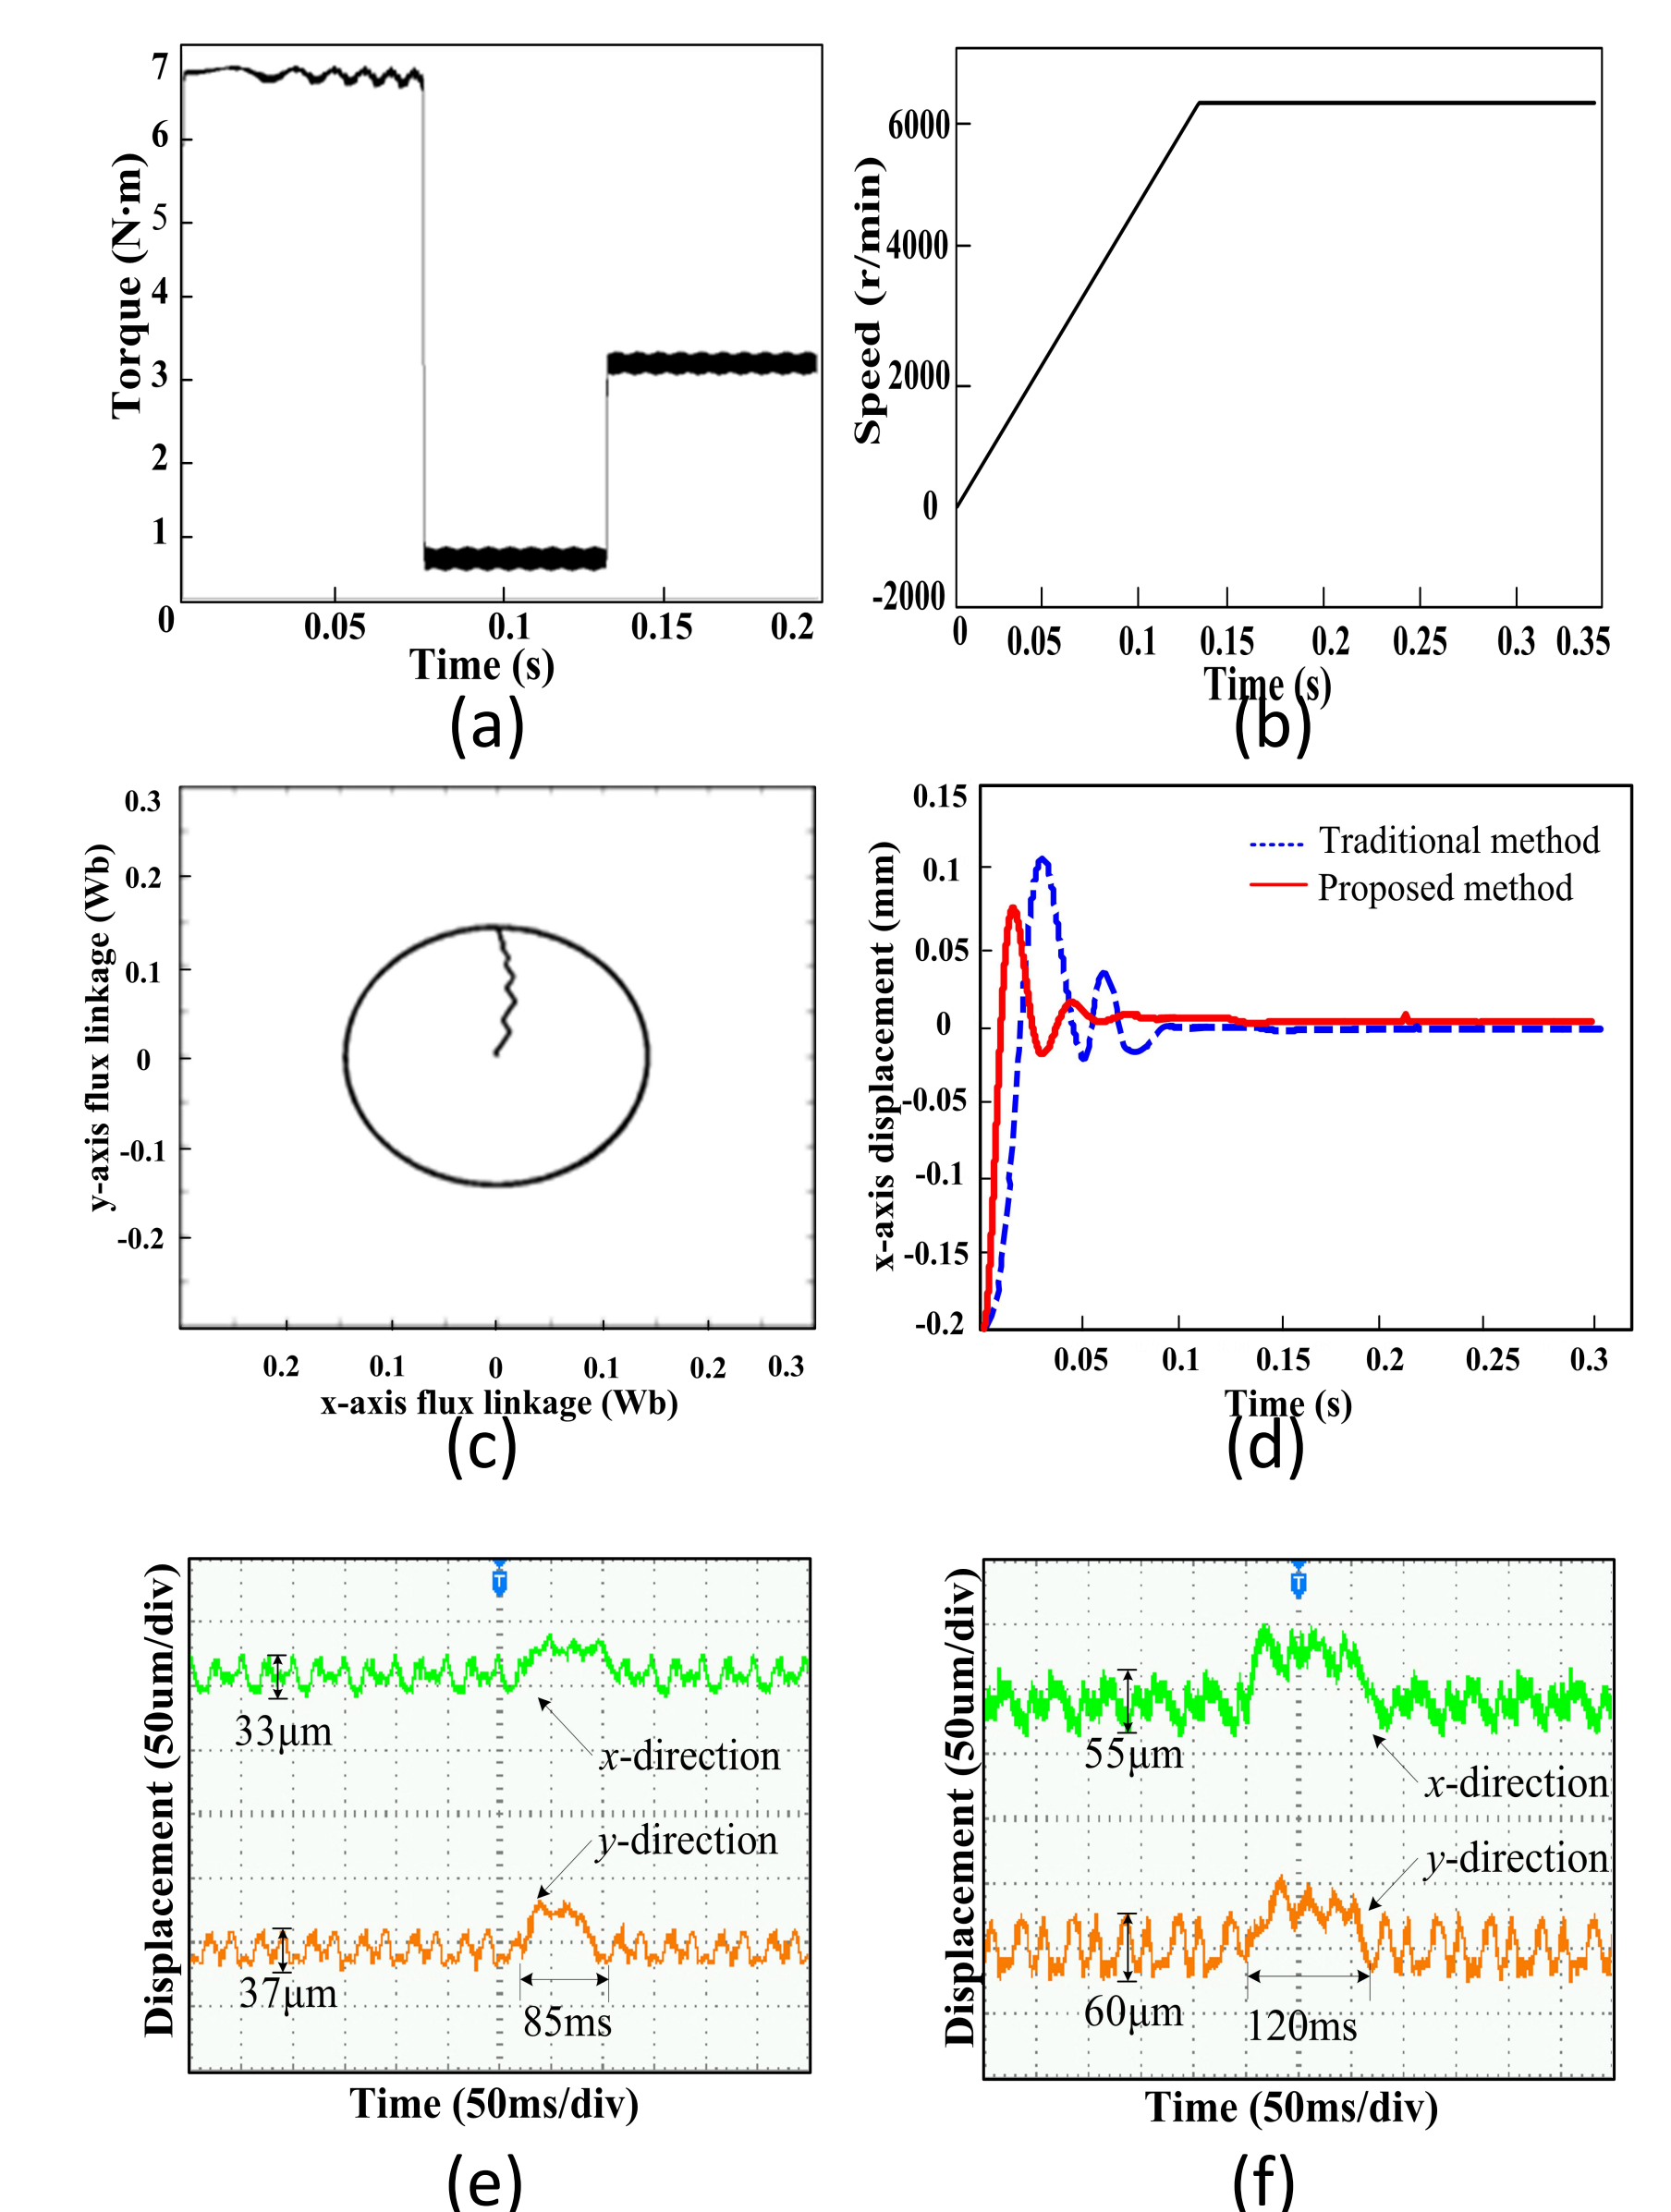 7
6
5
4
3
2
1
0
0.05
0.1
0.15
0.2
Torque (N·m)
Time (s)
(a)
6000
4000
2000
0
-2000
0
0.05
0.1
0.15
0.2
0.25
0.3
0.35
Speed (r/min)
Time (s)
(b)
0.3
0.2
0.1
0
-0.1
-0.2
0.2
0.1
0
0.1
0.2
0.3
y-axis flux linkage (Wb)
x-axis flux linkage (Wb)
(c)
0.15
0.1
0.05
0
-0.05
-0.1
-0.15
-0.2
0.05
0.1
0.15
0.2
0.25
0.3
x-axis displacement (mm)
Traditional method
Proposed method
Time (s)
(d)
Displacement (50um/div)
T
33μm
x-direction
y-direction
37μm
85ms
Time (50ms/div)
(e)
Displacement (50um/div)
T
55μm
x-direction
y-direction
60μm
120ms
Time (50ms/div)
(f)